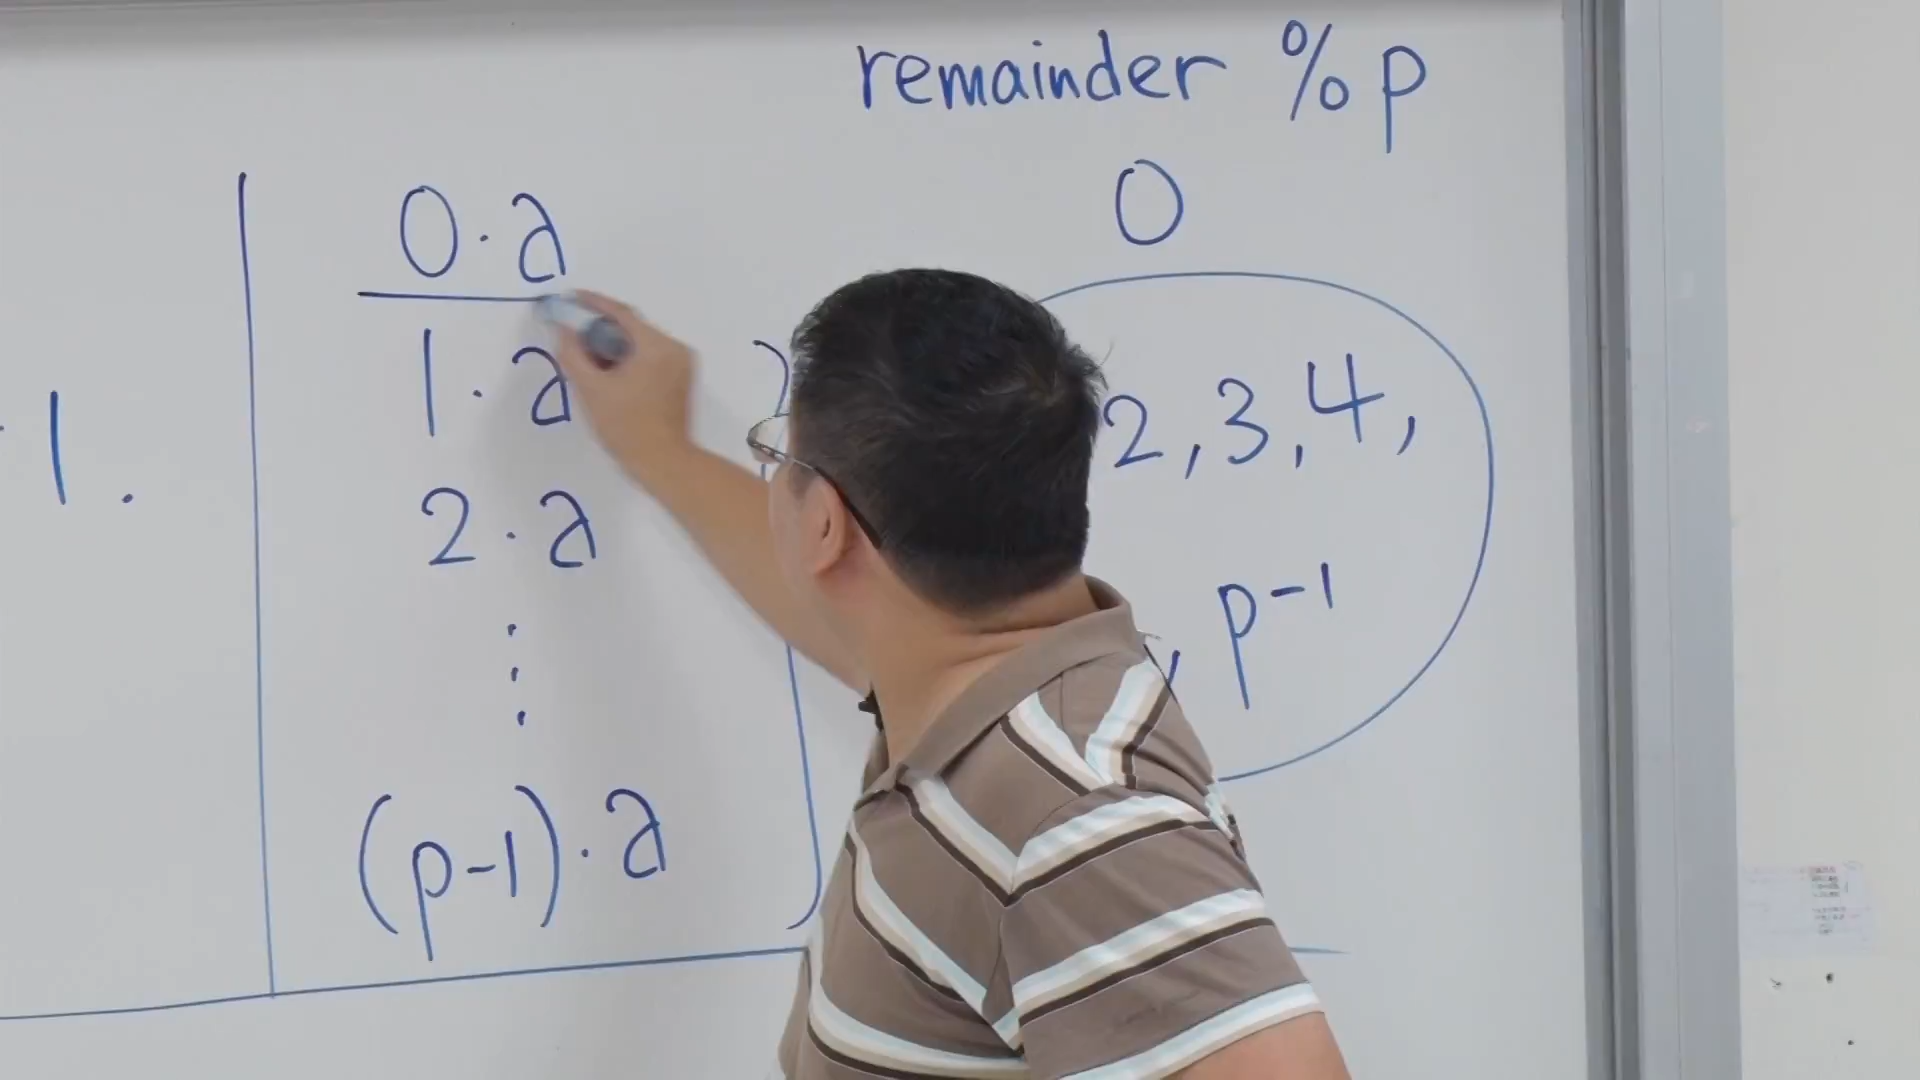 remainder % p
0 · a
0
1 · a
2, 3, 4,
1.
2 · a
, p-1
⋮
(p-1) · a